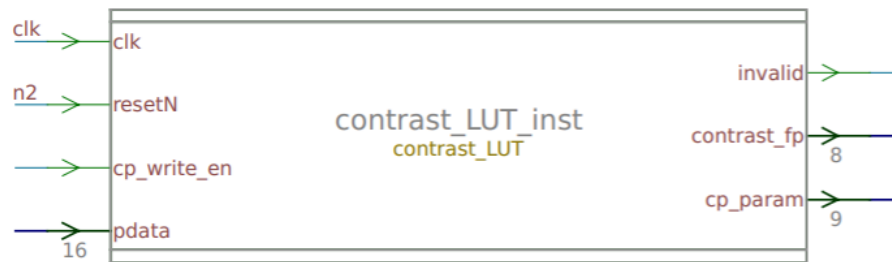 clk
clk
n2
resetN
cp_write_en
pdata
16
contrast_LUT_inst
contrast_LUT
invalid
contrast_fp
8
cp_param
9